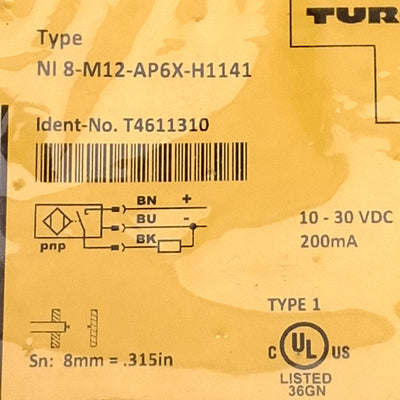 TUR
Type
NI 8-M12-AP6X-H1141
Ident-No. T4611310
BN +
BU -
BK
pnp
10 - 30 VDC
200mA
TYPE 1
C UL US
LISTED
36GN
Sn: 8mm = .315in